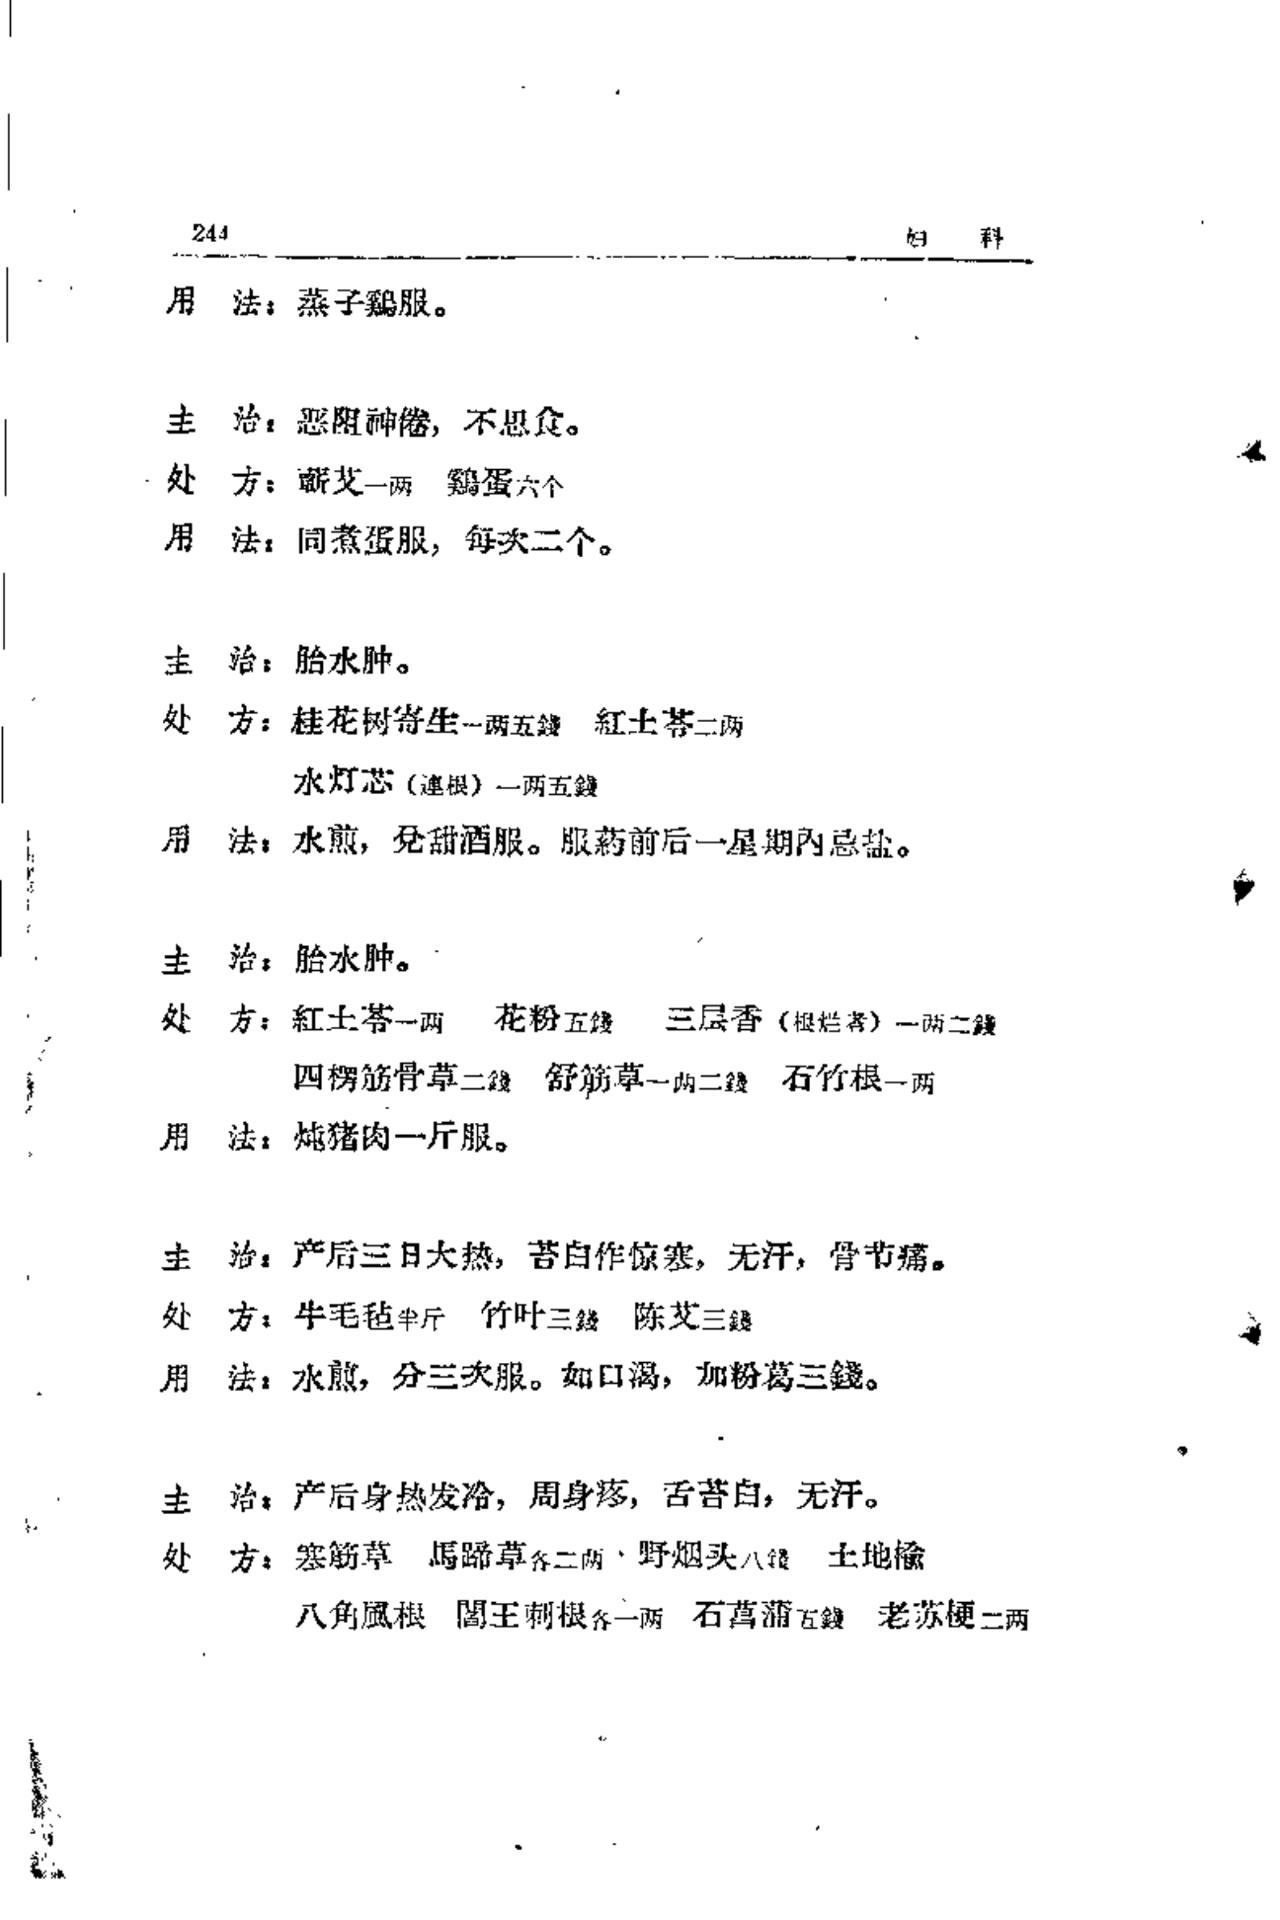 244 妇 科
用 法：蒸子鷄服。
主 治：恶阻神倦，不思食。
处 方：蕲艾一两 鷄蛋六个
用 法：同煮蛋服，每次二个。
主 治：胎水肿。
处 方：桂花树寄生一两五錢 紅土苓二两
水灯芯（連根）一两五錢
用 法：水煎，兌甜酒服。服葯前后一星期內忌盐。
主 治：胎水肿。
处 方：紅土苓一两 花粉五錢 三层香（根烂者）一两二錢
四楞筋骨草二錢 舒筋草一两二錢 石竹根一两
用 法：炖猪肉一斤服。
主 治：产后三日大热，苔白作惊塞，无汗，骨节痛。
处 方：牛毛毡半斤 竹叶三錢 陈艾三錢
用 法：水煎，分三次服。如口渴，加粉葛三錢。
主 治：产后身热发冷，周身疼，舌苔白，无汗。
处 方：寒筋草 馬蹄草各二两 野烟头八錢 土地榆
八角風根 閻王刺根各一两 石菖蒲五錢 老苏梗二两